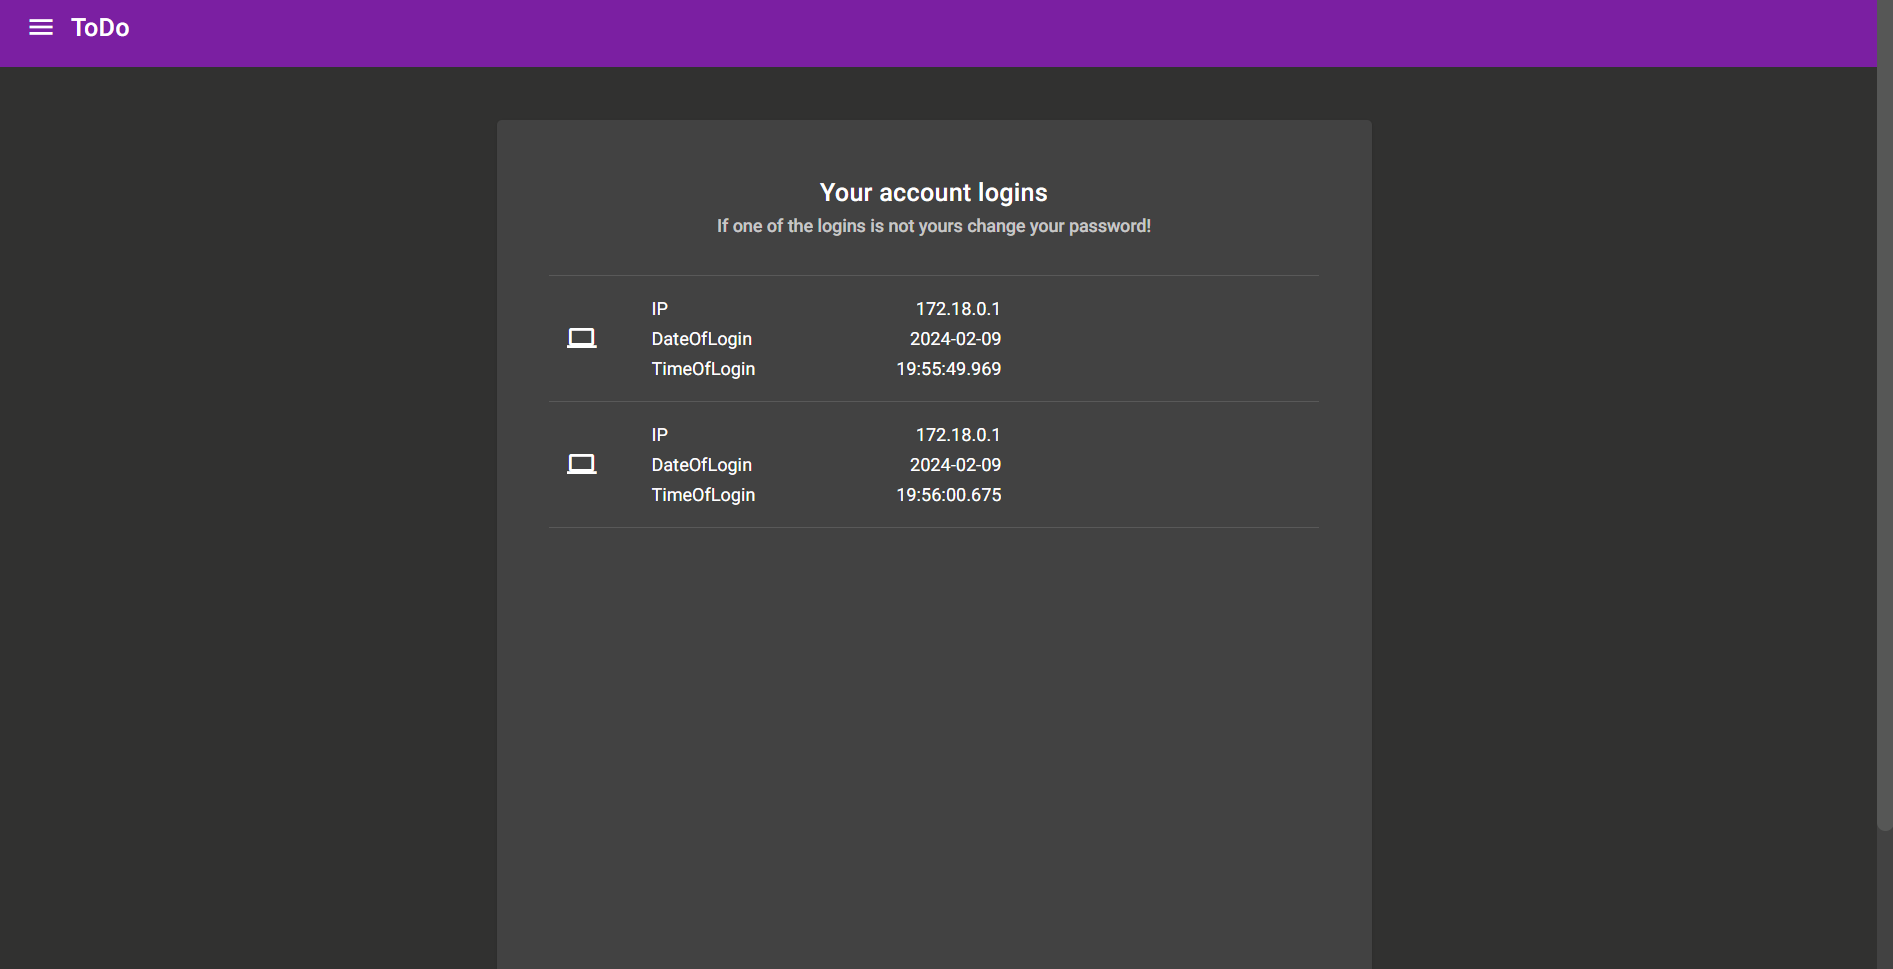 ToDo
Your account logins
If one of the logins is not yours change your password!
IP 172.18.0.1
DateOfLogin 2024-02-09
TimeOfLogin 19:55:49.969
IP 172.18.0.1
DateOfLogin 2024-02-09
TimeOfLogin 19:56:00.675